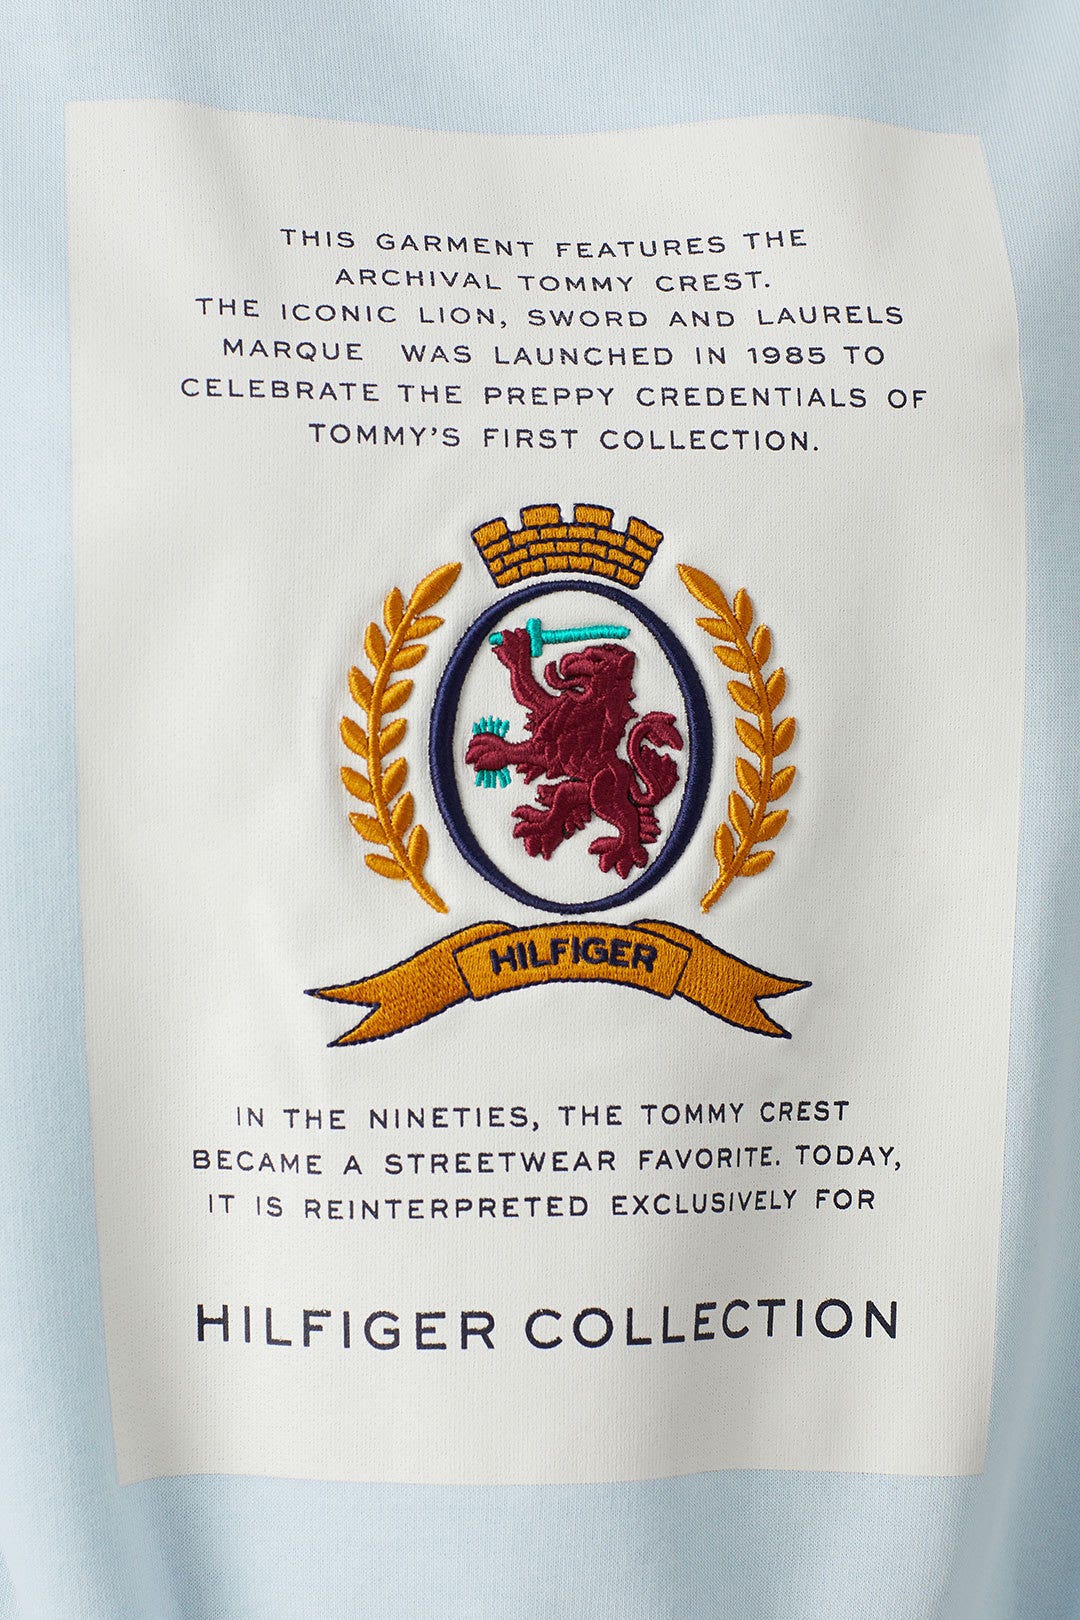 THIS GARMENT FEATURES THE
ARCHIVAL TOMMY CREST.
THE ICONIC LION, SWORD AND LAURELS
MARQUE WAS LAUNCHED IN 1985 TO
CELEBRATE THE PREPPY CREDENTIALS OF
TOMMY'S FIRST COLLECTION.
HILFIGER
IN THE NINETIES, THE TOMMY CREST
BECAME A STREETWEAR FAVORITE. TODAY,
IT IS REINTERPRETED EXCLUSIVELY FOR
HILFIGER COLLECTION